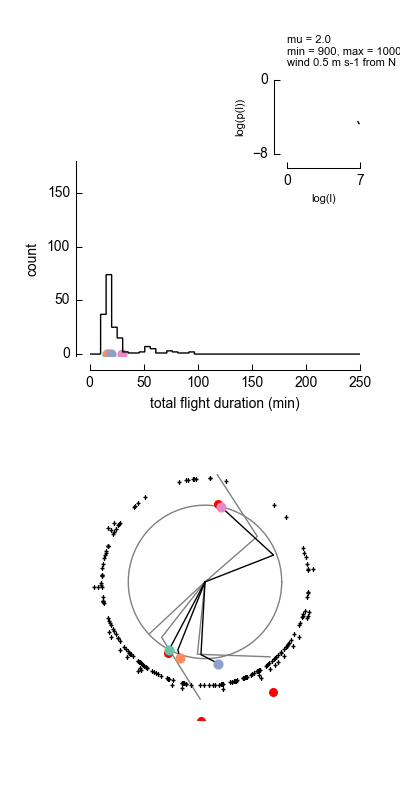 mu = 2.0
min = 900, max = 1000
wind 0.5 m s-1 from N
0
log(p(l))
−8
0 7
log(l)
150
100
count
50
0
0 50 100 150 200 250
total flight duration (min)